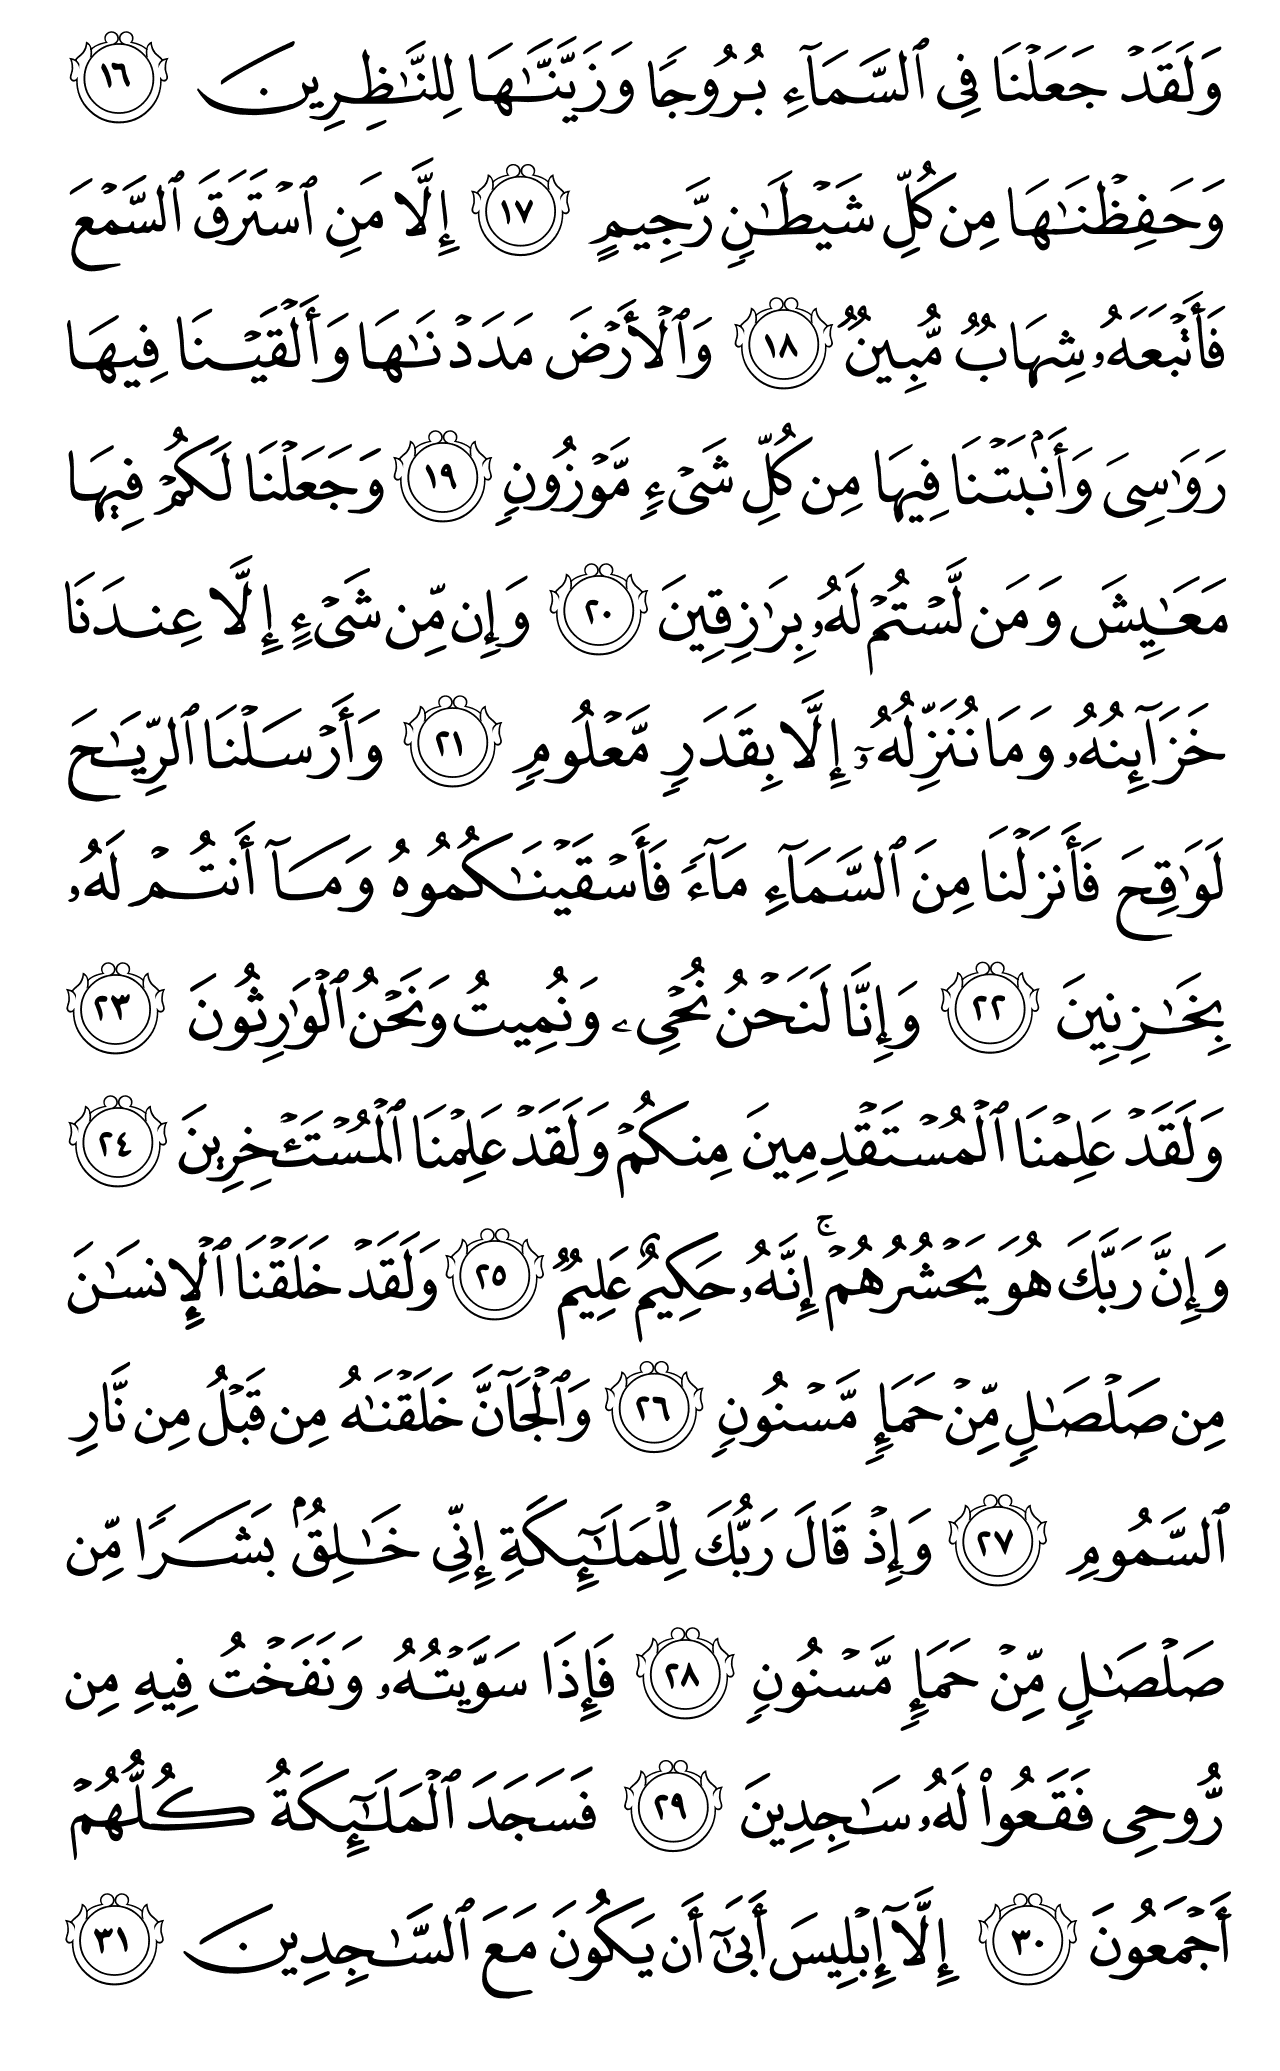 وَلَقَدْ جَعَلْنَا فِى ٱلسَّمَآءِ بُرُوجًا وَزَيَّنَّـٰهَا لِلنَّـٰظِرِينَ ١٦
وَحَفِظْنَـٰهَا مِن كُلِّ شَيْطَـٰنٍ رَّجِيمٍ ١٧ إِلَّا مَنِ ٱسْتَرَقَ ٱلسَّمْعَ
فَأَتْبَعَهُۥ شِهَابٌ مُّبِينٌ ١٨ وَٱلْأَرْضَ مَدَدْنَـٰهَا وَأَلْقَيْنَا فِيهَا
رَوَٰسِىَ وَأَنۢبَتْنَا فِيهَا مِن كُلِّ شَىْءٍ مَّوْزُونٍ ١٩ وَجَعَلْنَا لَكُمْ فِيهَا
مَعَـٰيِشَ وَمَن لَّسْتُمْ لَهُۥ بِرَٰزِقِينَ ٢٠ وَإِن مِّن شَىْءٍ إِلَّا عِندَنَا
خَزَآئِنُهُۥ وَمَا نُنَزِّلُهُۥٓ إِلَّا بِقَدَرٍ مَّعْلُومٍ ٢١ وَأَرْسَلْنَا ٱلرِّيَـٰحَ
لَوَٰقِحَ فَأَنزَلْنَا مِنَ ٱلسَّمَآءِ مَآءً فَأَسْقَيْنَـٰكُمُوهُ وَمَآ أَنتُمْ لَهُۥ
بِخَـٰزِنِينَ ٢٢ وَإِنَّا لَنَحْنُ نُحْىِۦ وَنُمِيتُ وَنَحْنُ ٱلْوَٰرِثُونَ ٢٣
وَلَقَدْ عَلِمْنَا ٱلْمُسْتَقْدِمِينَ مِنكُمْ وَلَقَدْ عَلِمْنَا ٱلْمُسْتَـْٔخِرِينَ ٢٤
وَإِنَّ رَبَّكَ هُوَ يَحْشُرُهُمْ ۚ إِنَّهُۥ حَكِيمٌ عَلِيمٌ ٢٥ وَلَقَدْ خَلَقْنَا ٱلْإِنسَـٰنَ
مِن صَلْصَـٰلٍ مِّنْ حَمَإٍ مَّسْنُونٍ ٢٦ وَٱلْجَآنَّ خَلَقْنَـٰهُ مِن قَبْلُ مِن نَّارِ
ٱلسَّمُومِ ٢٧ وَإِذْ قَالَ رَبُّكَ لِلْمَلَـٰٓئِكَةِ إِنِّى خَـٰلِقٌۢ بَشَرًا مِّن
صَلْصَـٰلٍ مِّنْ حَمَإٍ مَّسْنُونٍ ٢٨ فَإِذَا سَوَّيْتُهُۥ وَنَفَخْتُ فِيهِ مِن
رُّوحِى فَقَعُوا۟ لَهُۥ سَـٰجِدِينَ ٢٩ فَسَجَدَ ٱلْمَلَـٰٓئِكَةُ كُلُّهُمْ
أَجْمَعُونَ ٣٠ إِلَّآ إِبْلِيسَ أَبَىٰٓ أَن يَكُونَ مَعَ ٱلسَّـٰجِدِينَ ٣١